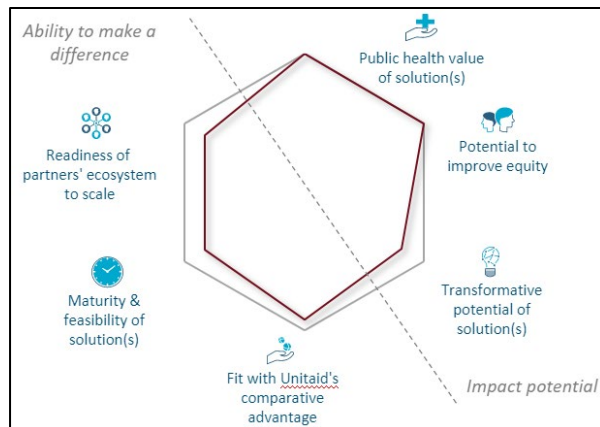 Ability to make a
difference
Public health value
of solution(s)
Readiness of
partners' ecosystem
to scale
Potential to
improve equity
Maturity &
feasibility of
solution(s)
Transformative
potential of
solution(s)
Fit with Unitaid's
comparative
advantage
Impact potential